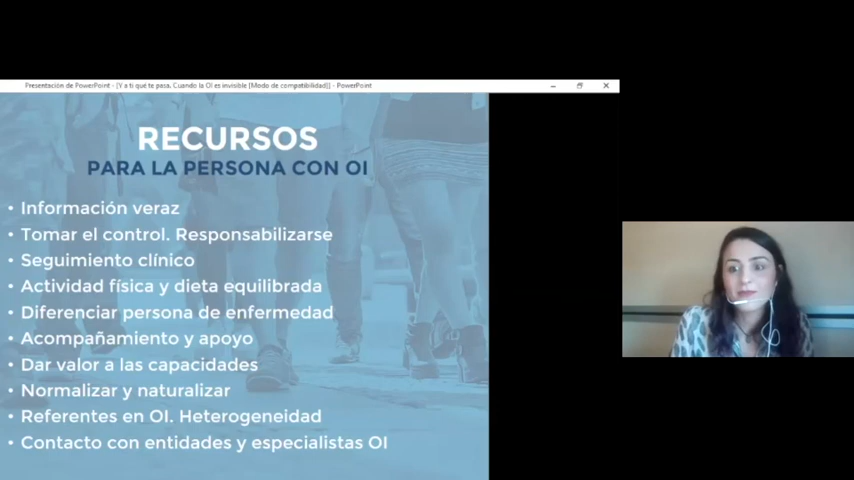 Presentación de PowerPoint - [Y a ti qué te pasa. Cuando la OI es invisible [Modo de compatibilidad]] - PowerPoint
RECURSOS
PARA LA PERSONA CON OI
• Información veraz
• Tomar el control. Responsabilizarse
• Seguimiento clínico
• Actividad física y dieta equilibrada
• Diferenciar persona de enfermedad
• Acompañamiento y apoyo
• Dar valor a las capacidades
• Normalizar y naturalizar
• Referentes en OI. Heterogeneidad
• Contacto con entidades y especialistas OI